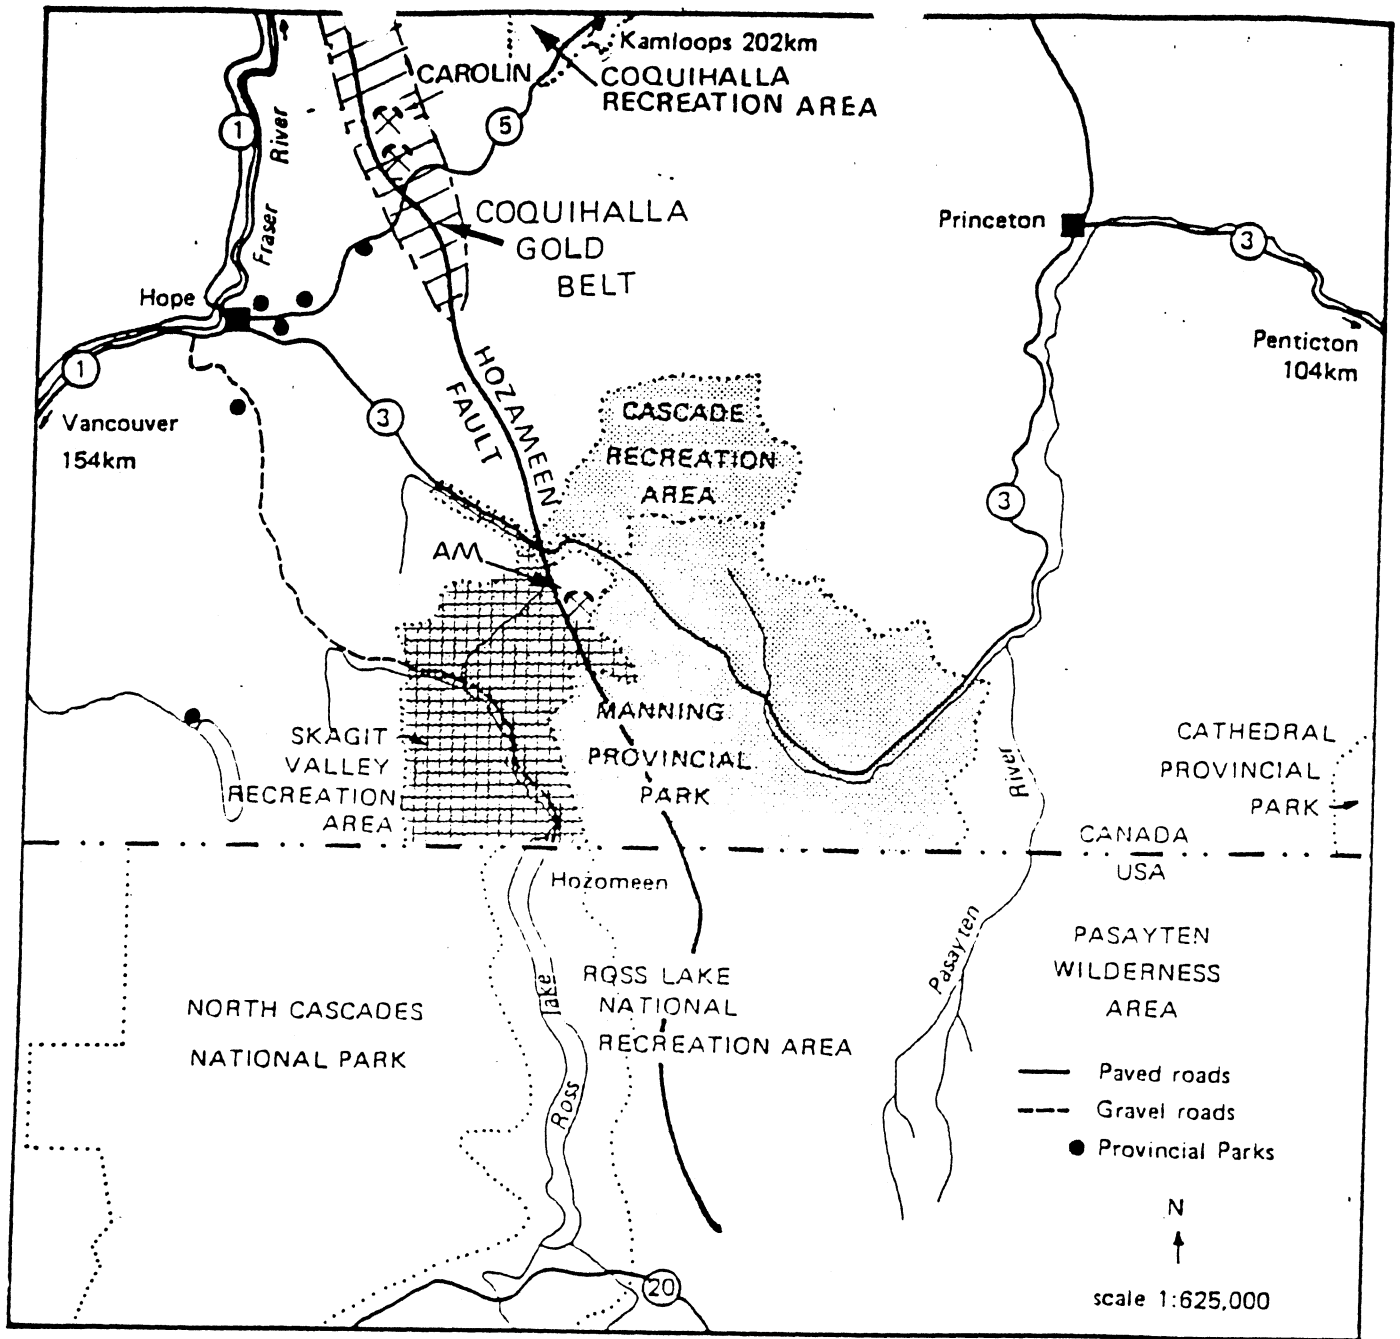 Kamloops 202km
CAROLIN
COQUIHALLA
RECREATION AREA
1
Fraser River
5
COQUIHALLA
GOLD
BELT
Princeton
3
Hope
1
Penticton
104km
Vancouver
154km
3
HOZAMEEN
FAULT
CASCADE
RECREATION
AREA
3
AM
MANNING
PROVINCIAL
PARK
SKAGIT
VALLEY
RECREATION
AREA
CATHEDRAL
PROVINCIAL
PARK
River
CANADA
USA
Hozomeen
Pasayten
PASAYTEN
WILDERNESS
AREA
lake
ROSS LAKE
NATIONAL
RECREATION AREA
NORTH CASCADES
NATIONAL PARK
Ross
Paved roads
Gravel roads
Provincial Parks
N
20
scale 1:625,000